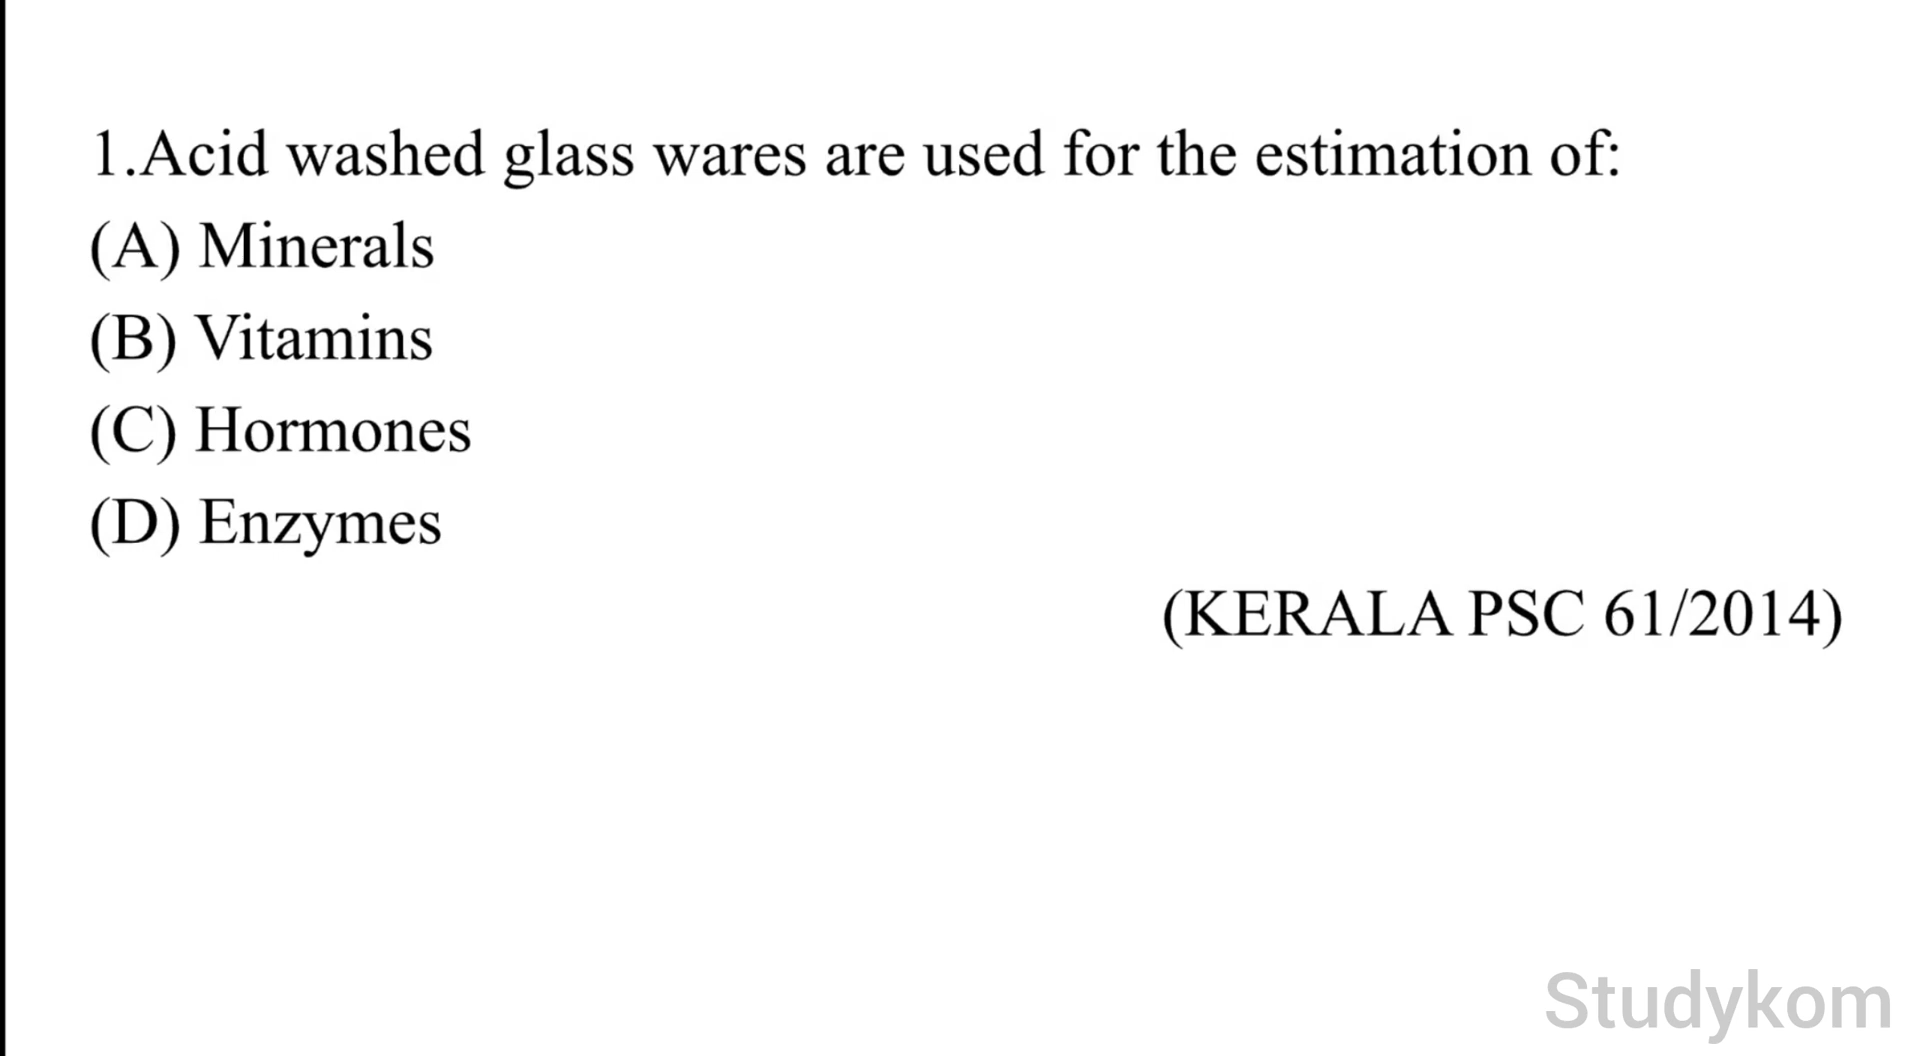 1.Acid washed glass wares are used for the estimation of:
(A) Minerals
(B) Vitamins
(C) Hormones
(D) Enzymes
(KERALA PSC 61/2014)
Studykom